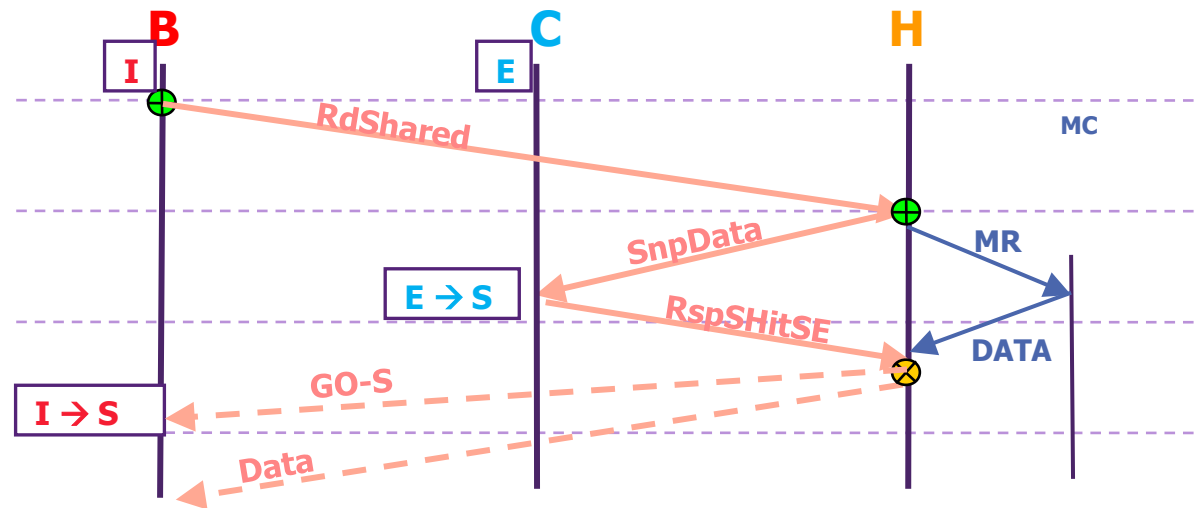 B
C
H
I
E
RdShared
MC
SnpData
MR
E → S
RspSHitSE
DATA
GO-S
I → S
Data